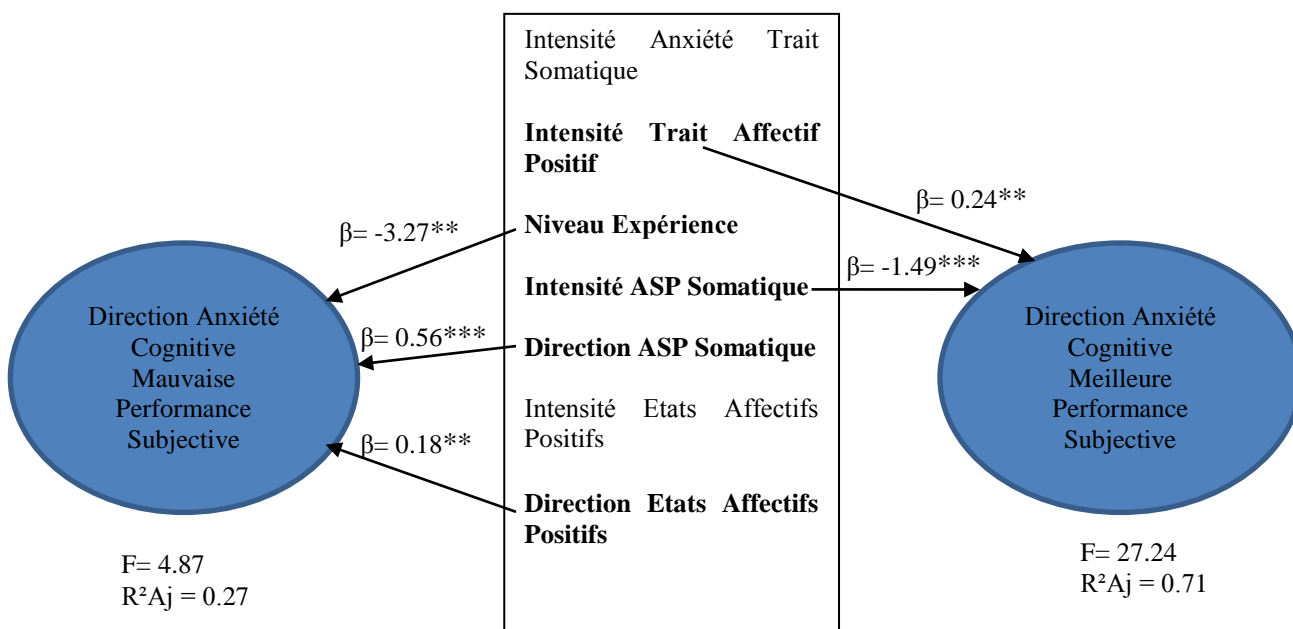 Intensité Anxiété Trait
Somatique
Intensité Trait Affectif
Positif
Niveau Expérience
Intensité ASP Somatique
Direction ASP Somatique
Intensité Etats Affectifs
Positifs
Direction Etats Affectifs
Positifs
β= -3.27**
β= 0.56***
β= 0.18**
β= 0.24**
β= -1.49***
Direction Anxiété
Cognitive
Mauvaise
Performance
Subjective
F= 4.87
R²Aj = 0.27
Direction Anxiété
Cognitive
Meilleure
Performance
Subjective
F= 27.24
R²Aj = 0.71